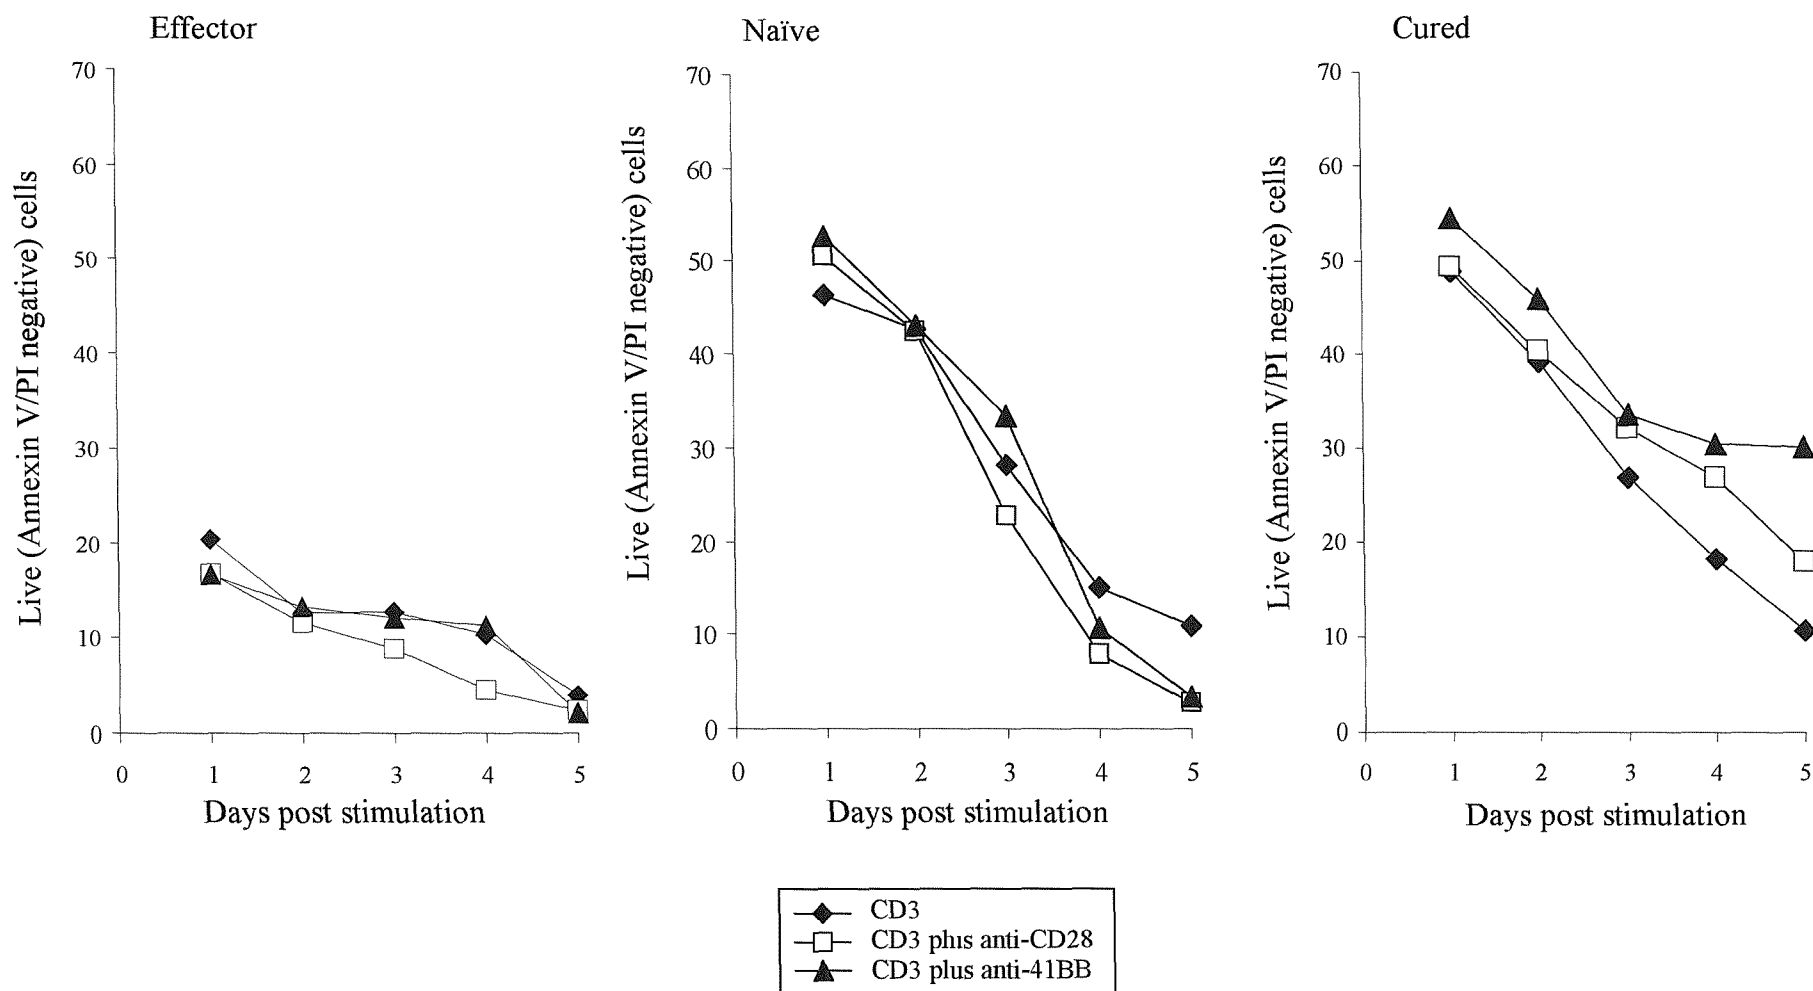 Effector
Naïve
Cured
70
60
50
40
30
20
10
0
Live (Annexin V/PI negative) cells
0 1 2 3 4 5
Days post stimulation
70
60
50
40
30
20
10
0
Live (Annexin V/PI negative) cells
0 1 2 3 4 5
Days post stimulation
70
60
50
40
30
20
10
0
Live (Annexin V/PI negative) cells
0 1 2 3 4 5
Days post stimulation
CD3
CD3 plus anti-CD28
CD3 plus anti-41BB